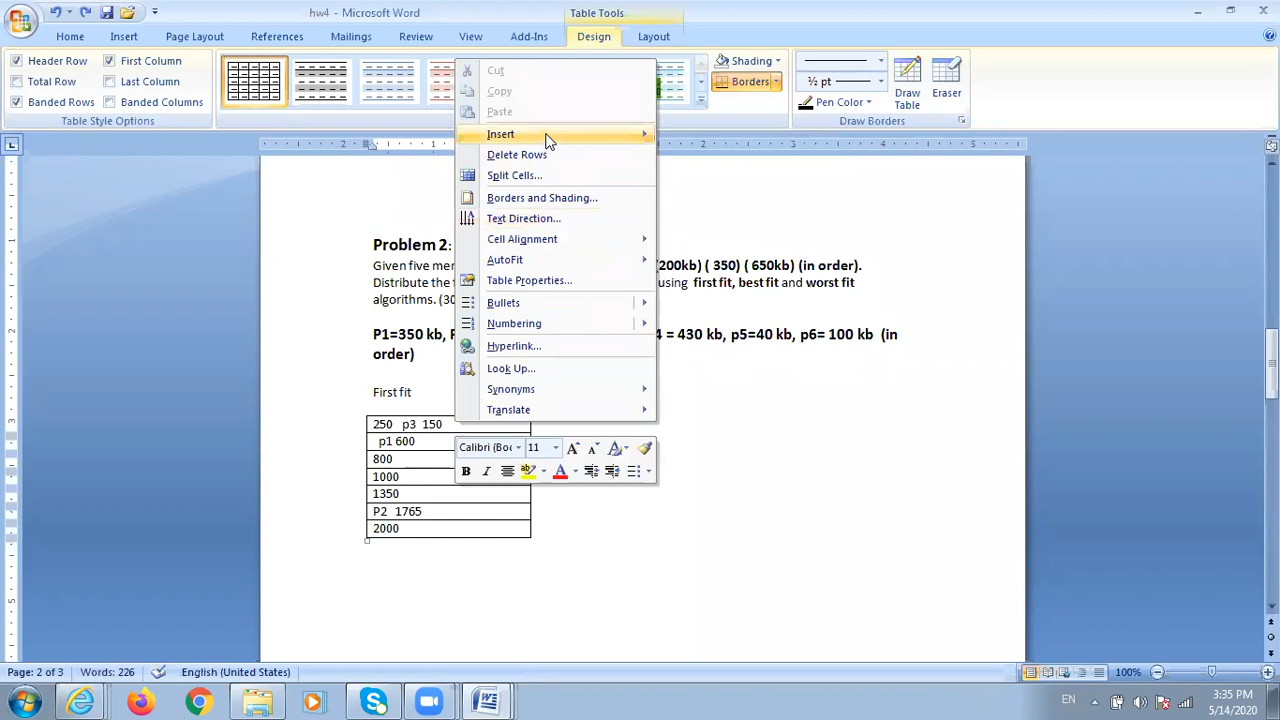 hw4 - Microsoft Word
Table Tools
Home Insert Page Layout References Mailings Review View Add-Ins Design Layout
Header Row First Column
Total Row Last Column
Banded Rows Banded Columns
Table Style Options
Shading
Borders
½ pt
Pen Color
Draw Table
Eraser
Draw Borders
Cut
Copy
Paste
Insert
Delete Rows
Split Cells...
Borders and Shading...
Text Direction...
Cell Alignment
AutoFit
Table Properties...
Bullets
Numbering
Hyperlink...
Look Up...
Synonyms
Translate
Calibri (Boc 11
L
2 1 2 3 4 5
Problem 2:
Given five mer (200kb) ( 350) ( 650kb) (in order).
Distribute the using first fit, best fit and worst fit
algorithms. (30
P1=350 kb, P 4 = 430 kb, p5=40 kb, p6= 100 kb (in
order)
First fit
250 p3 150
p1 600
800
1000
1350
P2 1765
2000
Page: 2 of 3 Words: 226 English (United States) 100%
EN
3:35 PM
5/14/2020